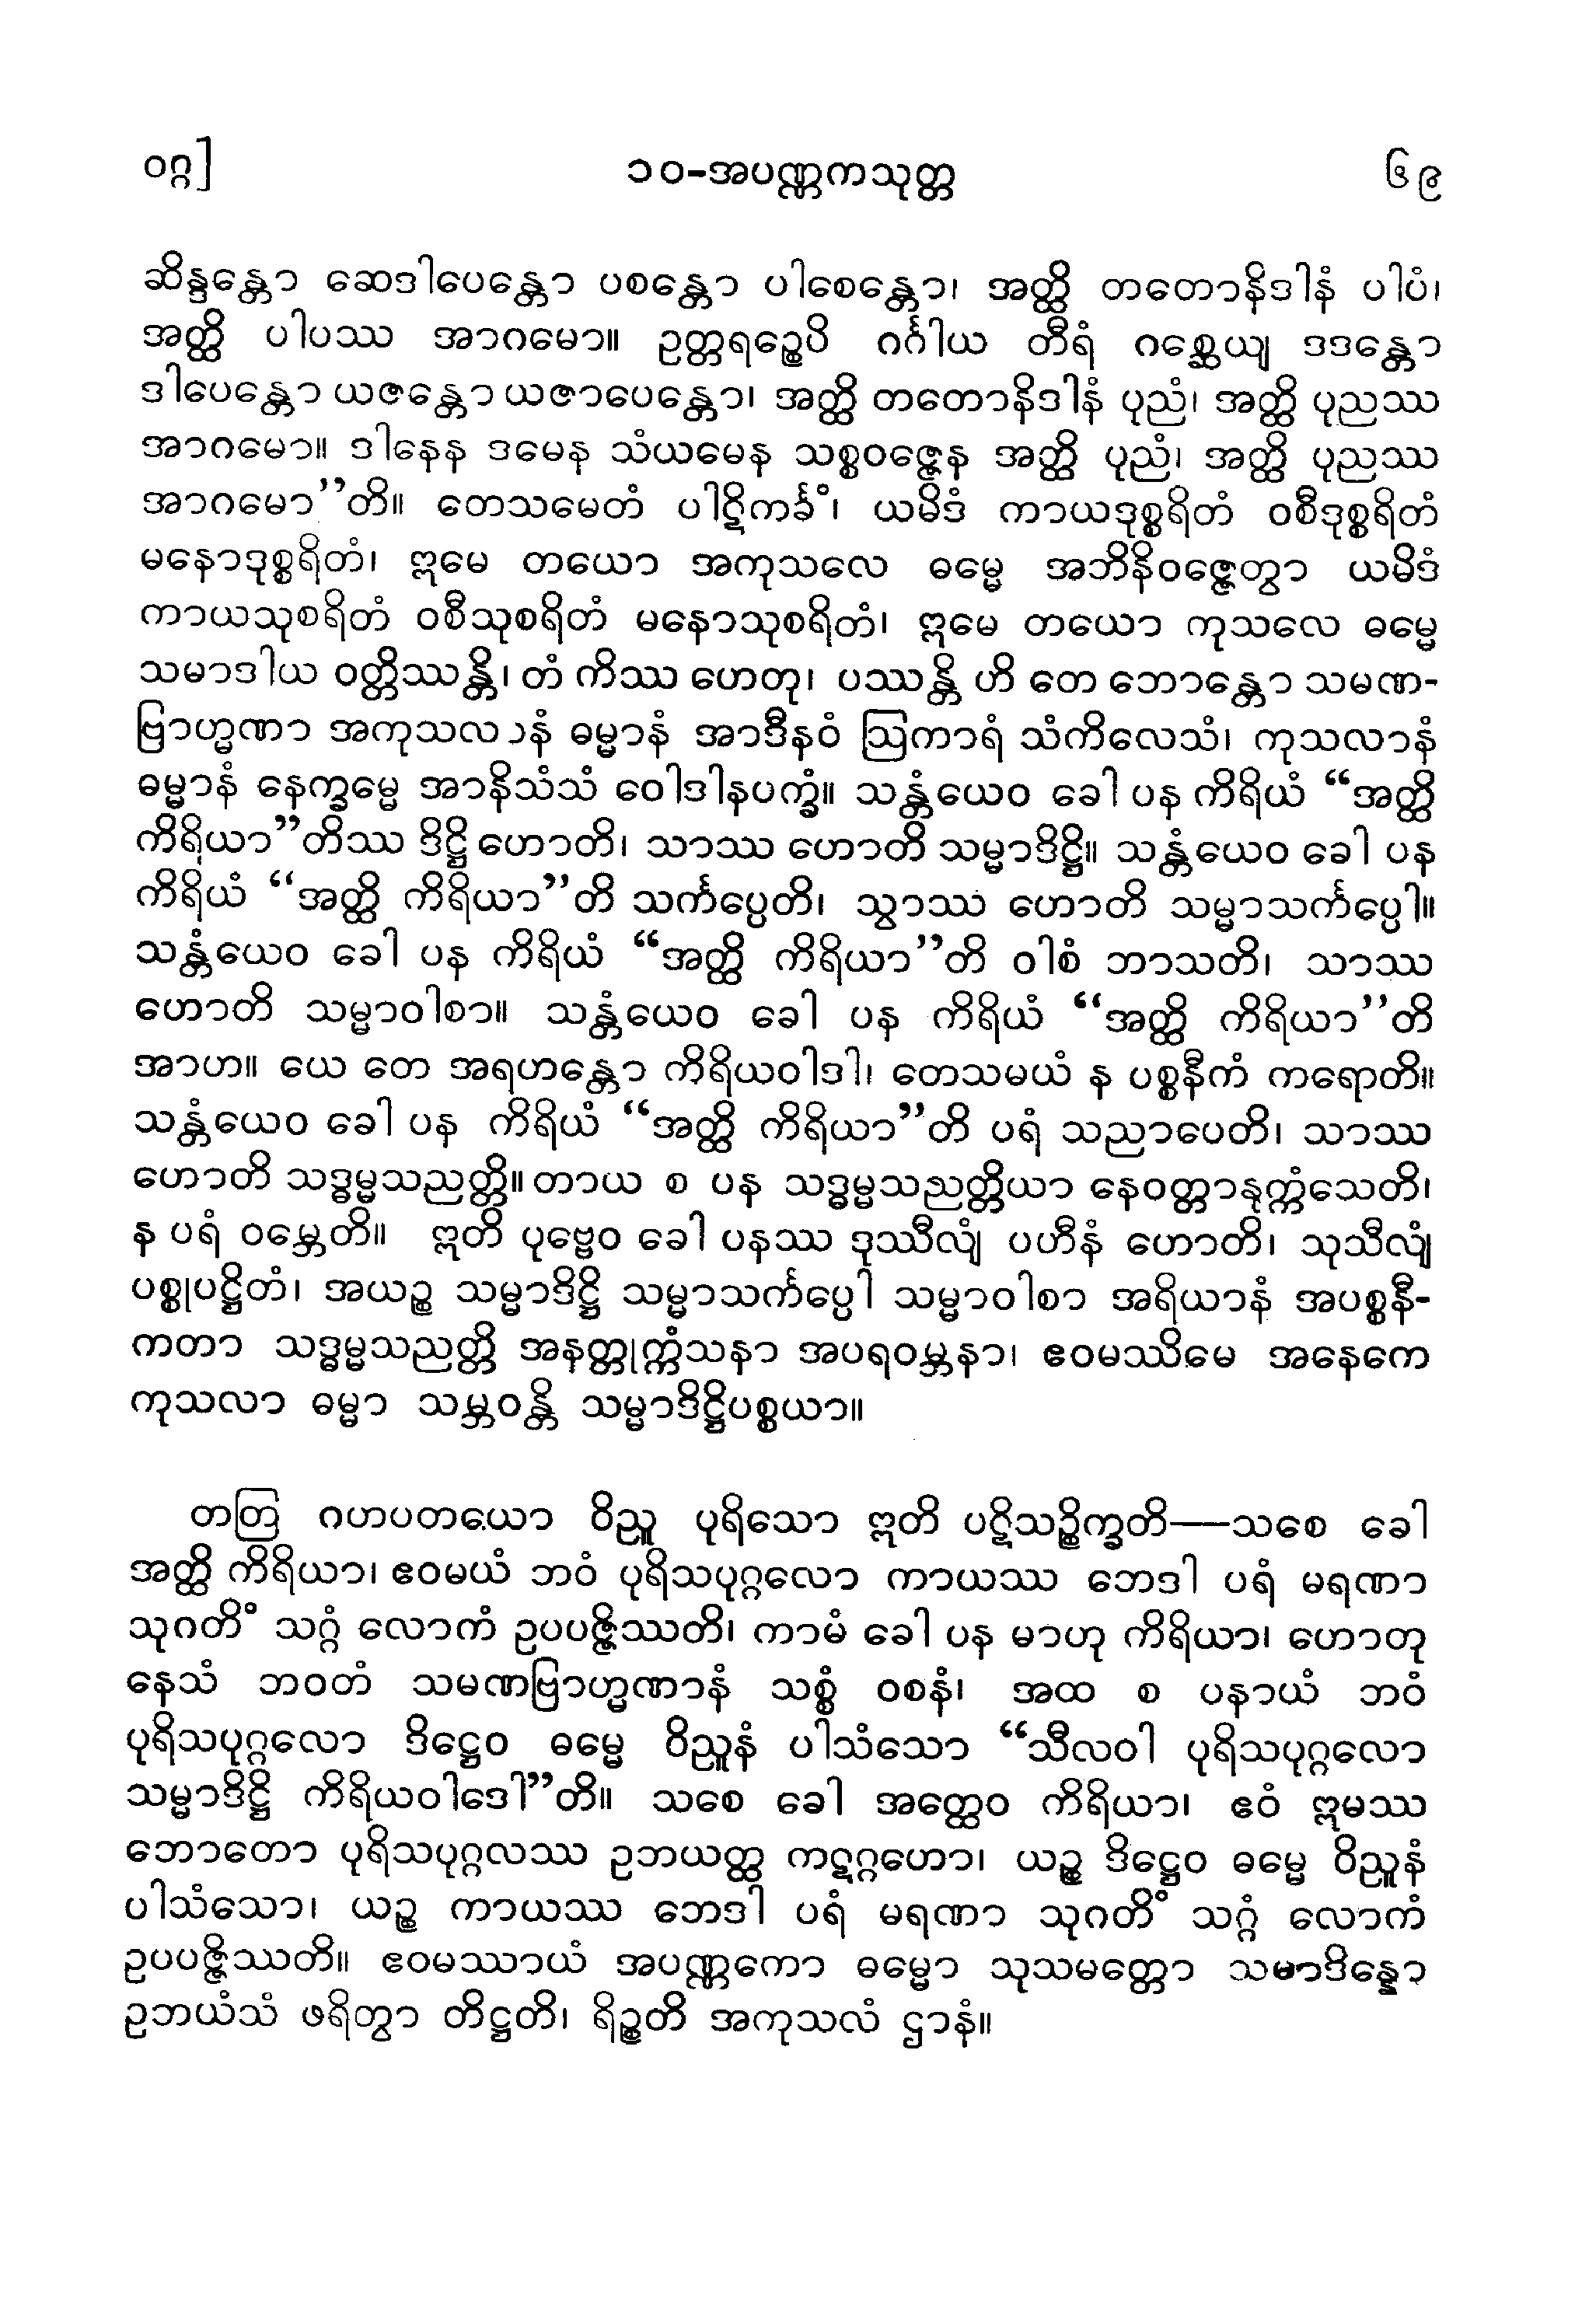 ဝဂ္ဂ]
၁၀-အပဏ္ဏကသုတ္တ
၆၉
ဆိန္ဒန္တော ဆေဒါပေန္တော ပစန္တော ပါစေန္တော၊ အတ္ထိ တတောနိဒါနံ ပါပံ၊
အတ္ထိ ပါပဿ အာဂမော။ ဥတ္တရဉ္စေပိ ဂင်္ဂါယ တီရံ ဂစ္ဆေယျ ဒဒန္တော
ဒါပေန္တော ယဇန္တော ယဇာပေန္တော၊ အတ္ထိ တတောနိဒါနံ ပုညံ၊ အတ္ထိ ပုညဿ
အာဂမော။ ဒါနေန ဒမေန သံယမေန သစ္စဝဇ္ဇေန အတ္ထိ ပုညံ၊ အတ္ထိ ပုညဿ
အာဂမော”တိ။ တေသမေတံ ပါဋိကင်္ခံ၊ ယမိဒံ ကာယဒုစ္စရိတံ ဝစီဒုစ္စရိတံ
မနောဒုစ္စရိတံ၊ ဣမေ တယော အကုသလေ ဓမ္မေ အဘိနိဝဇ္ဇေတွာ ယမိဒံ
ကာယသုစရိတံ ဝစီသုစရိတံ မနောသုစရိတံ၊ ဣမေ တယော ကုသလေ ဓမ္မေ
သမာဒါယ ဝတ္တိဿန္တိ၊ တံ ကိဿ ဟေတု၊ ပဿန္တိ ဟိ တေ ဘောန္တော သမဏ-
ဗြာဟ္မဏာ အကုသလာနံ ဓမ္မာနံ အာဒီနဝံ ဩကာရံ သံကိလေသံ၊ ကုသလာနံ
ဓမ္မာနံ နေက္ခမ္မေ အာနိသံသံ ဝေါဒါနပက္ခံ။ သန္တံယေဝ ခေါ ပန ကိရိယံ “အတ္ထိ
ကိရိယာ”တိဿ ဒိဋ္ဌိ ဟောတိ၊ သာဿ ဟောတိ သမ္မာဒိဋ္ဌိ။ သန္တံယေဝ ခေါ ပန
ကိရိယံ “အတ္ထိ ကိရိယာ”တိ သင်္ကပ္ပေတိ၊ သွာဿ ဟောတိ သမ္မာသင်္ကပ္ပေါ။
သန္တံယေဝ ခေါ ပန ကိရိယံ “အတ္ထိ ကိရိယာ”တိ ဝါစံ ဘာသတိ၊ သာဿ
ဟောတိ သမ္မာဝါစာ။ သန္တံယေဝ ခေါ ပန ကိရိယံ “အတ္ထိ ကိရိယာ”တိ
အာဟ။ ယေ တေ အရဟန္တော ကိရိယဝါဒါ၊ တေသမယံ န ပစ္စနီကံ ကရောတိ။
သန္တံယေဝ ခေါ ပန ကိရိယံ “အတ္ထိ ကိရိယာ”တိ ပရံ သညာပေတိ၊ သာဿ
ဟောတိ သဒ္ဓမ္မသညတ္တိ။ တာယ စ ပန သဒ္ဓမ္မသညတ္တိယာ နေဝတ္တာနုက္ကံသေတိ၊
န ပရံ ဝမ္ဘေတိ။ ဣတိ ပုဗ္ဗေဝ ခေါ ပနဿ ဒုဿီလျံ ပဟီနံ ဟောတိ၊ သုသီလျံ
ပစ္စုပဋ္ဌိတံ၊ အယဉ္စ သမ္မာဒိဋ္ဌိ သမ္မာသင်္ကပ္ပေါ သမ္မာဝါစာ အရိယာနံ အပစ္စနီ-
ကတာ သဒ္ဓမ္မသညတ္တိ အနတ္တုက္ကံသနာ အပရဝမ္ဘနာ၊ ဧဝမဿိမေ အနေကေ
ကုသလာ ဓမ္မာ သမ္ဘဝန္တိ သမ္မာဒိဋ္ဌိပစ္စယာ။
တတြ ဂဟပတယော ဝိညူ ပုရိသော ဣတိ ပဋိသဉ္စိက္ခတိ—သစေ ခေါ
အတ္ထိ ကိရိယာ၊ ဧဝမယံ ဘဝံ ပုရိသပုဂ္ဂလော ကာယဿ ဘေဒါ ပရံ မရဏာ
သုဂတိံ သဂ္ဂံ လောကံ ဥပပဇ္ဇိဿတိ၊ ကာမံ ခေါ ပန မာဟု ကိရိယာ၊ ဟောတု
နေသံ ဘဝတံ သမဏဗြာဟ္မဏာနံ သစ္စံ ဝစနံ၊ အထ စ ပနာယံ ဘဝံ
ပုရိသပုဂ္ဂလော ဒိဋ္ဌေဝ ဓမ္မေ ဝိညူနံ ပါသံသော “သီလဝါ ပုရိသပုဂ္ဂလော
သမ္မာဒိဋ္ဌိ ကိရိယဝါဒေါ”တိ။ သစေ ခေါ အတ္ထေဝ ကိရိယာ၊ ဧဝံ ဣမဿ
ဘောတော ပုရိသပုဂ္ဂလဿ ဥဘယတ္ထ ကဋဂ္ဂဟော၊ ယဉ္စ ဒိဋ္ဌေဝ ဓမ္မေ ဝိညူနံ
ပါသံသော၊ ယဉ္စ ကာယဿ ဘေဒါ ပရံ မရဏာ သုဂတိံ သဂ္ဂံ လောကံ
ဥပပဇ္ဇိဿတိ။ ဧဝမဿာယံ အပဏ္ဏကော ဓမ္မော သုသမတ္တော သမာဒိန္နော
ဥဘယံသံ ဖရိတွာ တိဋ္ဌတိ၊ ရိဉ္စတိ အကုသလံ ဌာနံ။